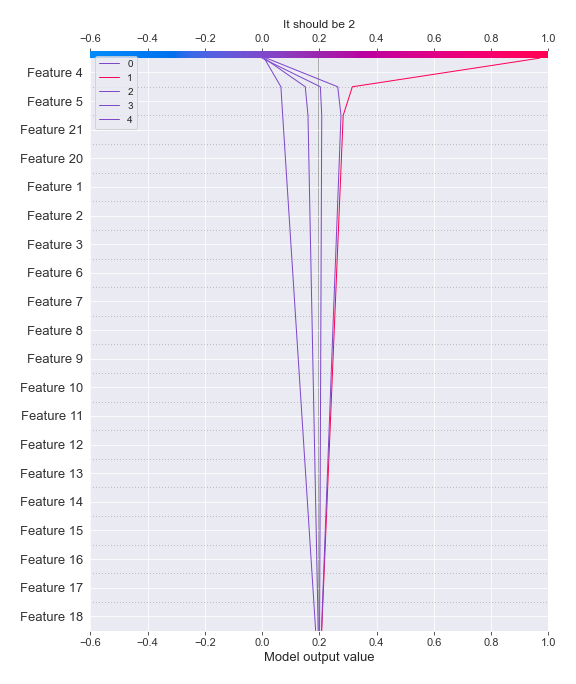 It should be 2
−0.6 −0.4 −0.2 0.0 0.2 0.4 0.6 0.8 1.0
0
1
2
3
4
Feature 4
Feature 5
Feature 21
Feature 20
Feature 1
Feature 2
Feature 3
Feature 6
Feature 7
Feature 8
Feature 9
Feature 10
Feature 11
Feature 12
Feature 13
Feature 14
Feature 15
Feature 16
Feature 17
Feature 18
−0.6 −0.4 −0.2 0.0 0.2 0.4 0.6 0.8 1.0
Model output value